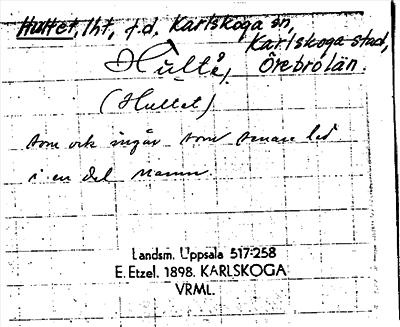 Hultet, lht, f.d. Karlskoga sn,
Karlskoga stad,
Örebro län.
Hultå,
(Hultet)
som ock ingår som senare led
i en del namn.
Landsm. Uppsala 517:258
E. Etzel. 1898. KARLSKOGA
VRML.